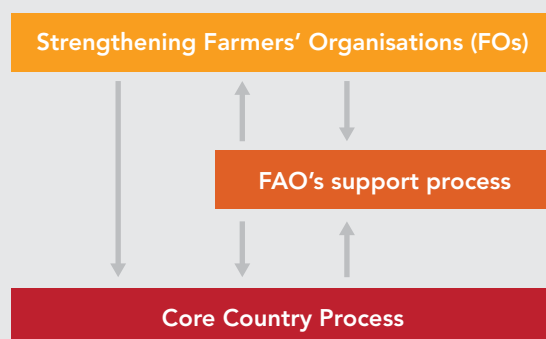 Strengthening Farmers’ Organisations (FOs)
FAO’s support process
Core Country Process